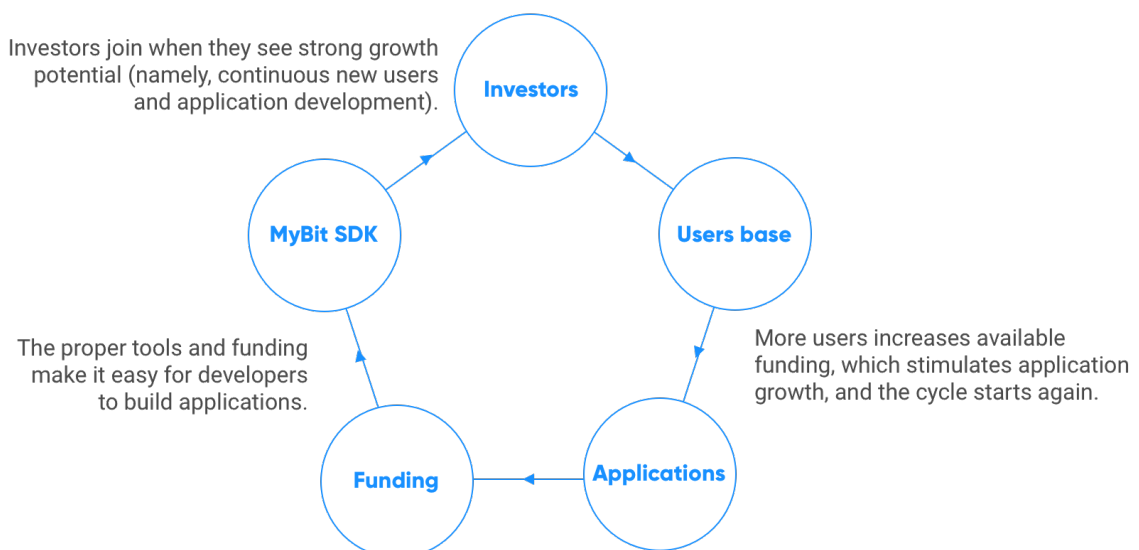 Investors join when they see strong growth
potential (namely, continuous new users
and application development).
Investors
MyBit SDK
Users base
The proper tools and funding
make it easy for developers
to build applications.
More users increases available
funding, which stimulates application
growth, and the cycle starts again.
Funding
Applications